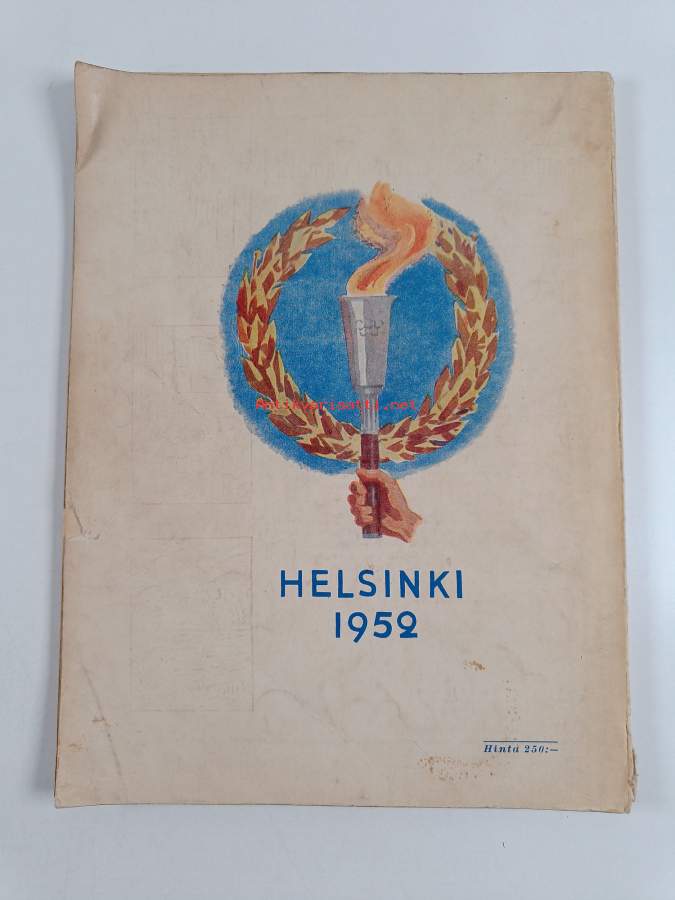 Antikvariaatti.net
HELSINKI
1952
Hinta 250:—